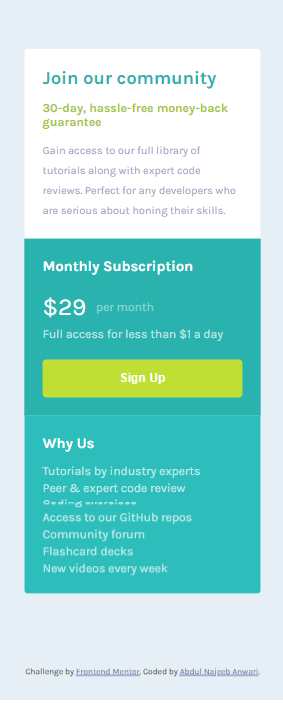 Join our community
30-day, hassle-free money-back
guarantee
Gain access to our full library of
tutorials along with expert code
reviews. Perfect for any developers who
are serious about honing their skills.
Monthly Subscription
$29 per month
Full access for less than $1 a day
Sign Up
Why Us
Tutorials by industry experts
Peer & expert code review
Access to our GitHub repos
Community forum
Flashcard decks
New videos every week
Challenge by Frontend Mentor. Coded by Abdul Najeeb Anwari.